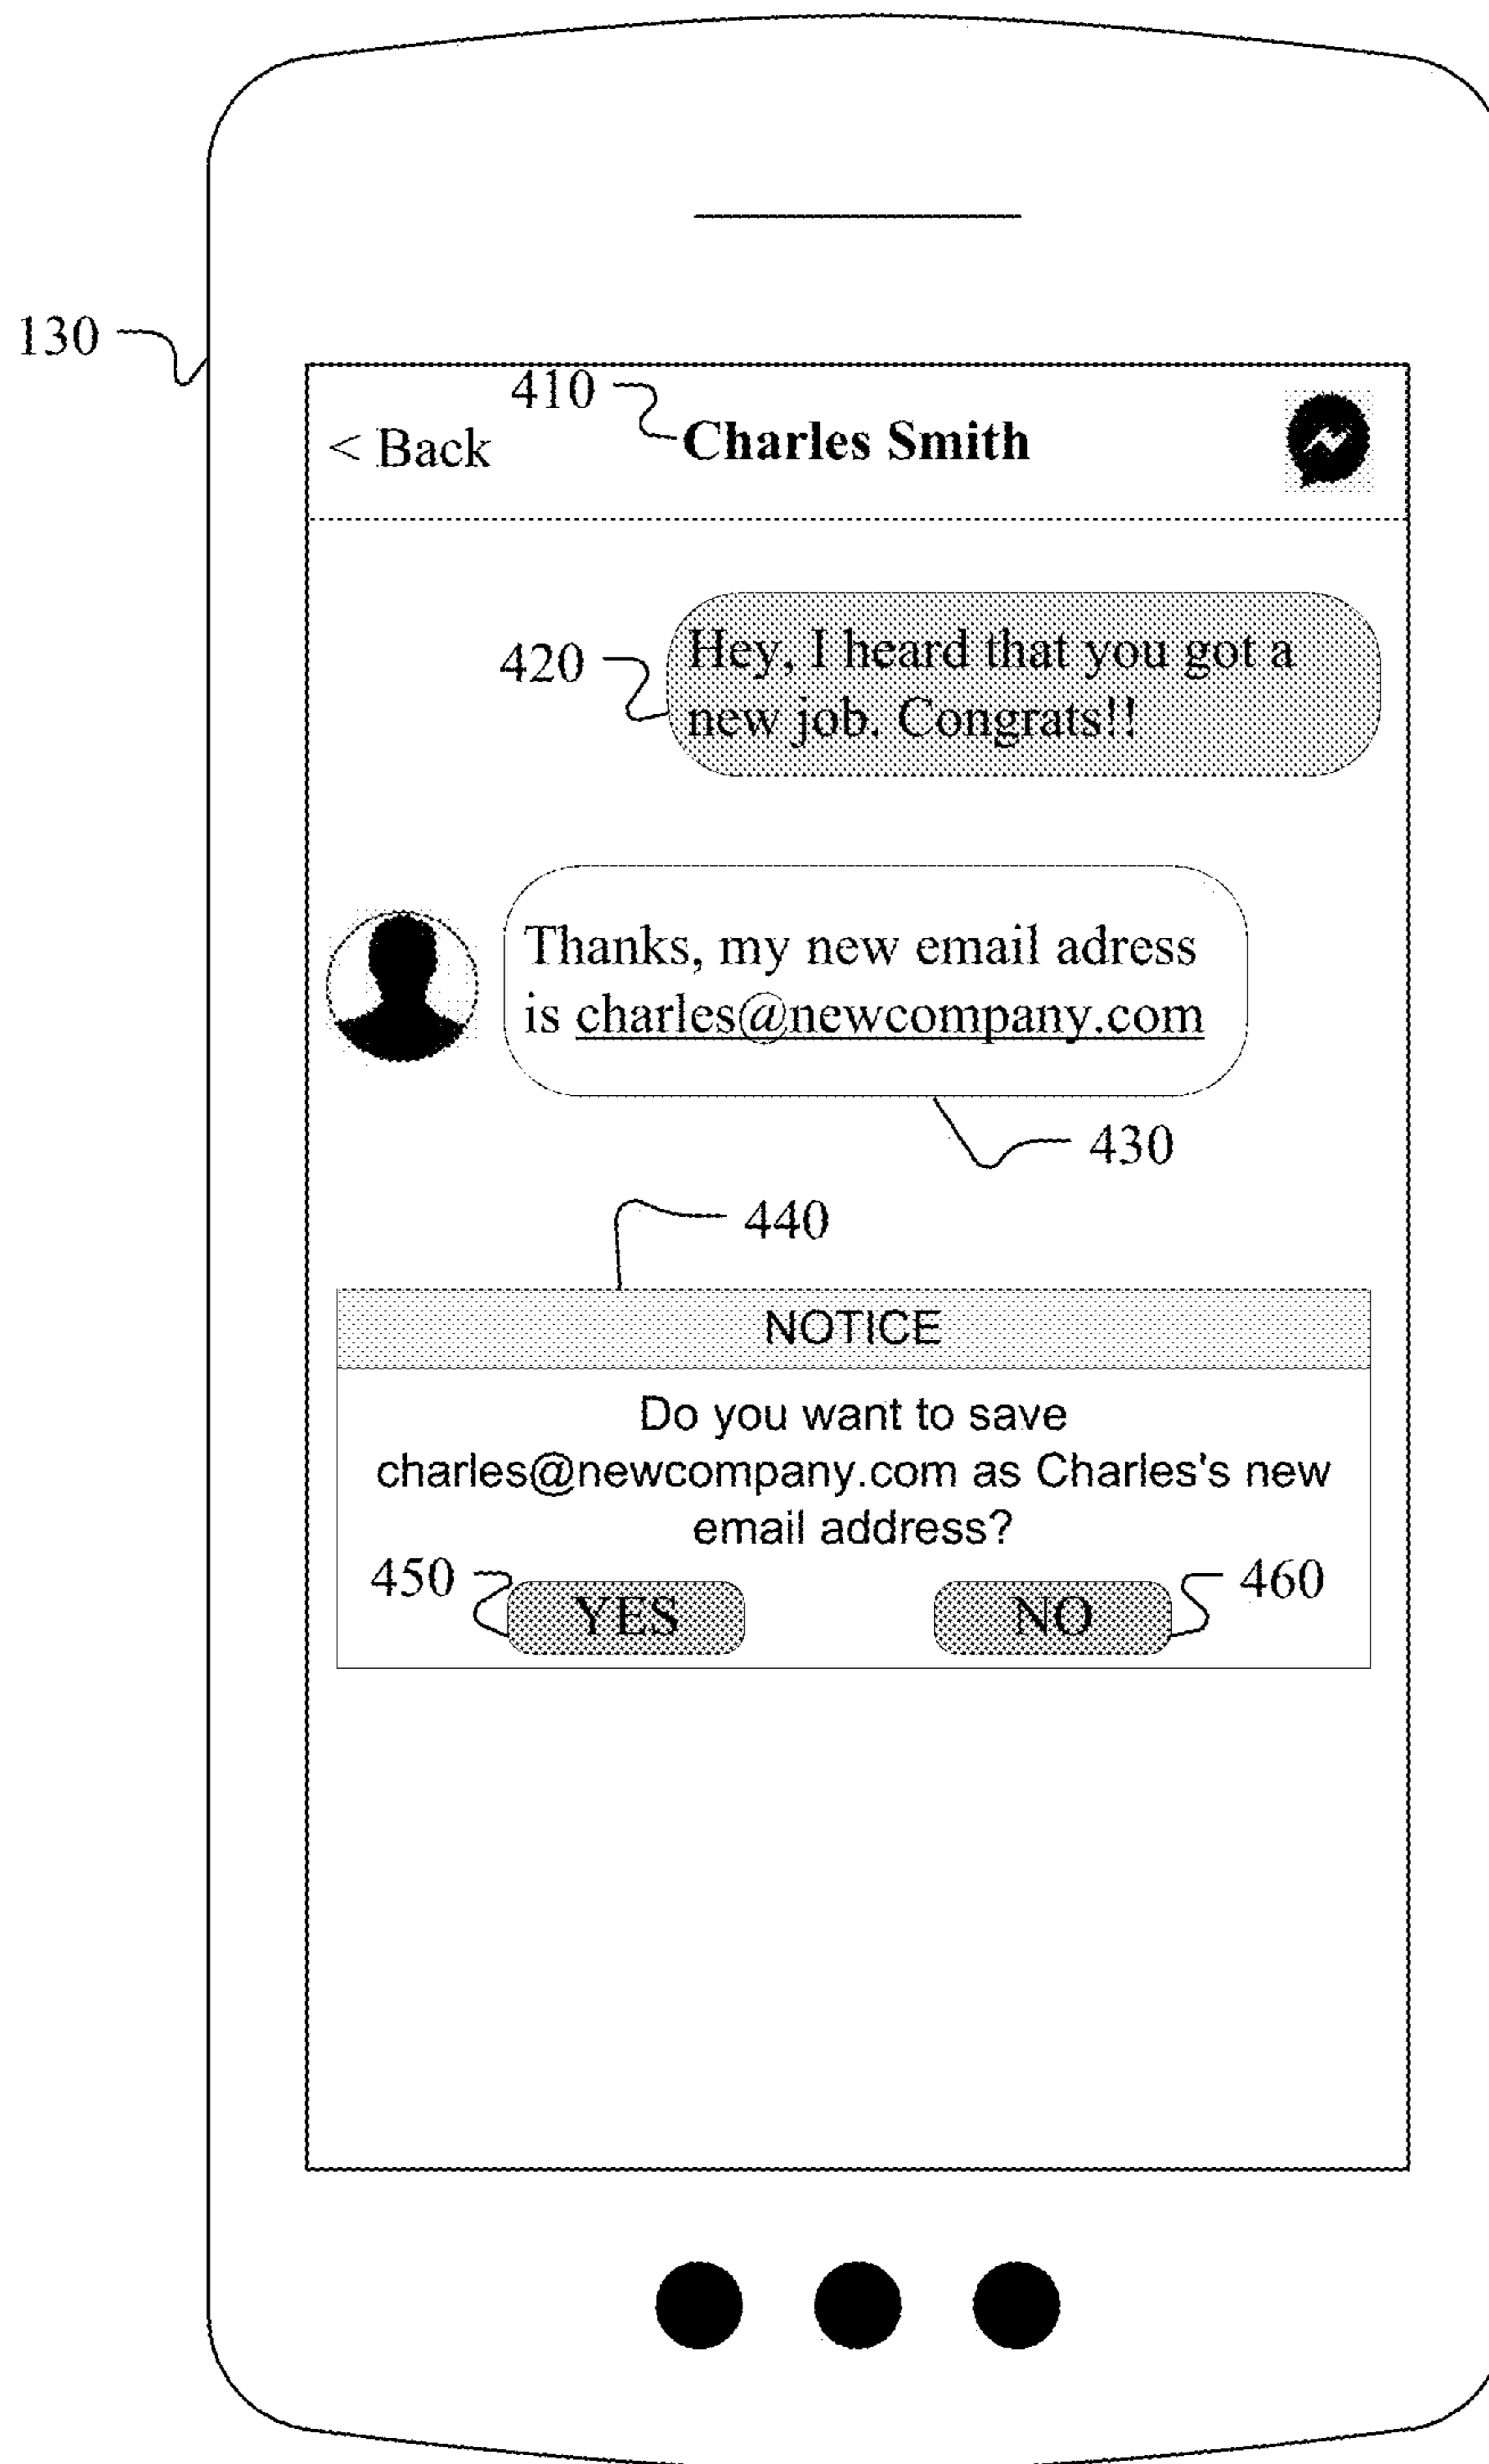 130
410
< Back Charles Smith
420
Hey, I heard that you got a
new job. Congrats!!
Thanks, my new email adress
is charles@newcompany.com
430
440
NOTICE
Do you want to save
charles@newcompany.com as Charles's new
email address?
450 460
YES NO